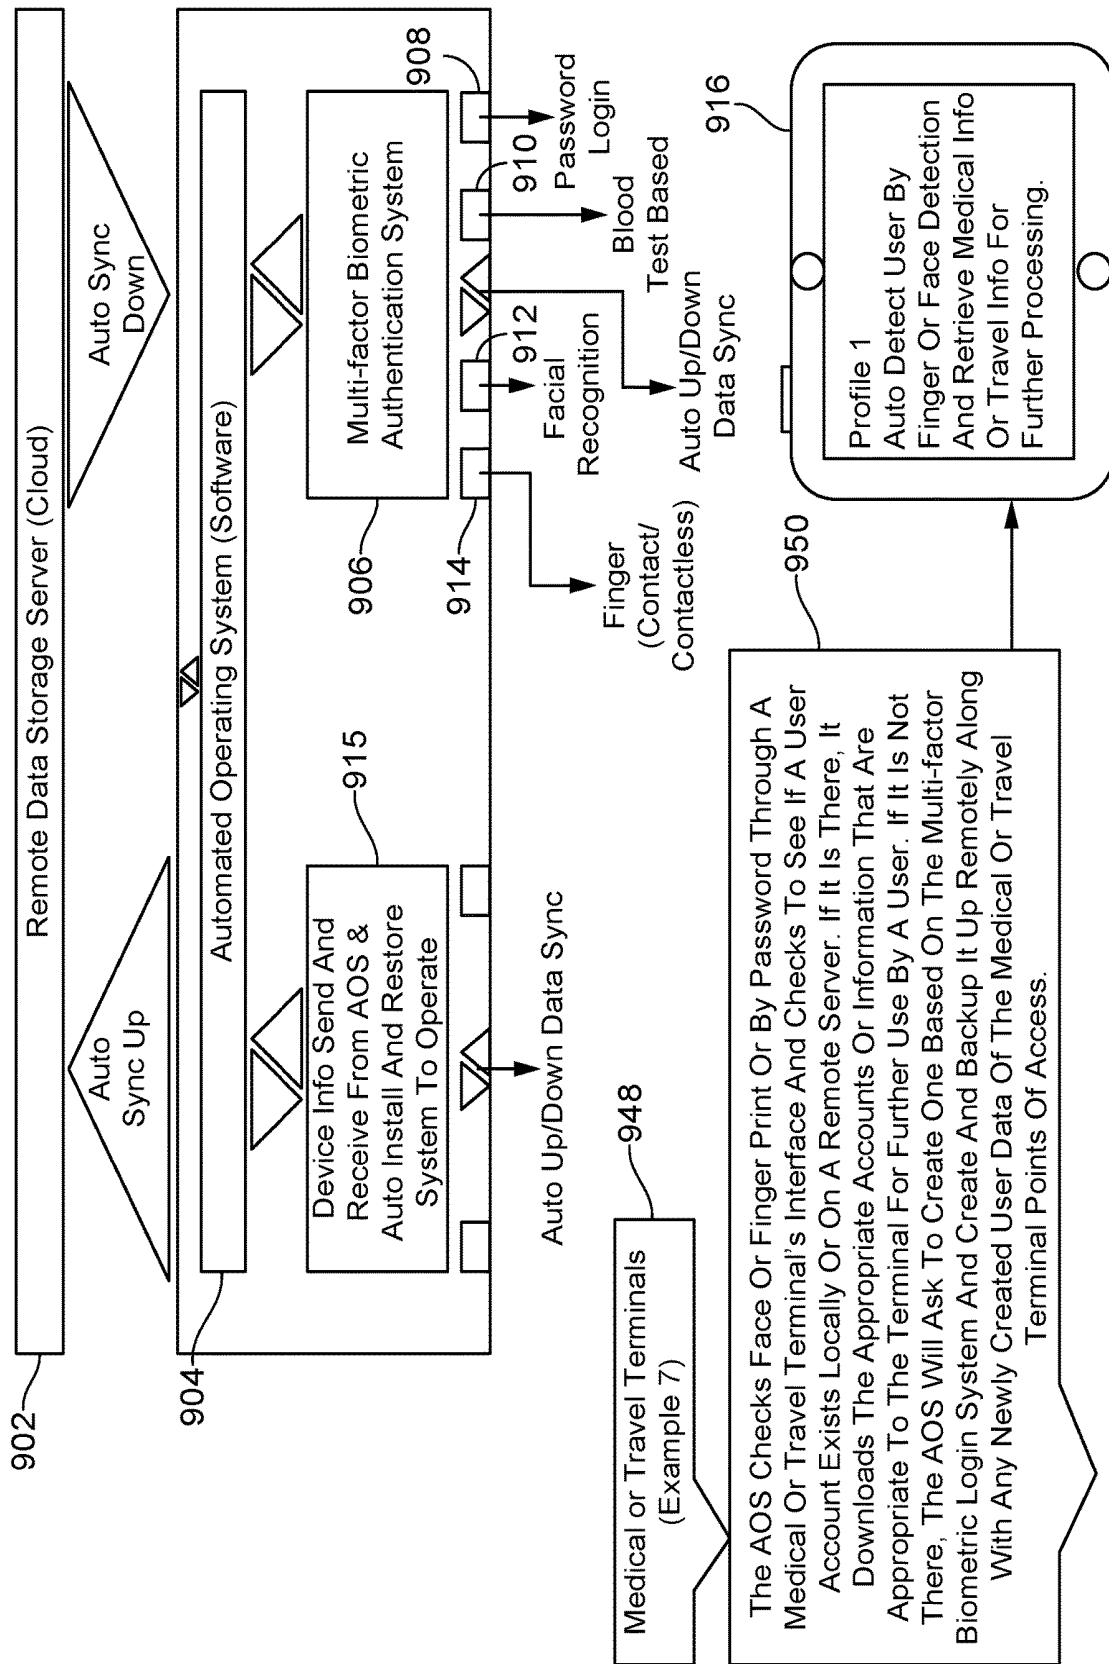 902
Remote Data Storage Server (Cloud)
Auto
Sync Up
Auto Sync
Down
904
Automated Operating System (Software)
915
Device Info Send And
Receive From AOS &
Auto Install And Restore
System To Operate
906
Multi-factor Biometric
Authentication System
914
912
910
908
Auto Up/Down Data Sync
Finger
(Contact/
Contactless)
Facial
Recognition
Auto Up/Down
Data Sync
Blood
Test Based
Password
Login
948
Medical or Travel Terminals
(Example 7)
950
The AOS Checks Face Or Finger Print Or By Password Through A
Medical Or Travel Terminal's Interface And Checks To See If A User
Account Exists Locally Or On A Remote Server. If It Is There, It
Downloads The Appropriate Accounts Or Information That Are
Appropriate To The Terminal For Further Use By A User. If It Is Not
There, The AOS Will Ask To Create One Based On The Multi-factor
Biometric Login System And Create And Backup It Up Remotely Along
With Any Newly Created User Data Of The Medical Or Travel
Terminal Points Of Access.
916
Profile 1
Auto Detect User By
Finger Or Face Detection
And Retrieve Medical Info
Or Travel Info For
Further Processing.